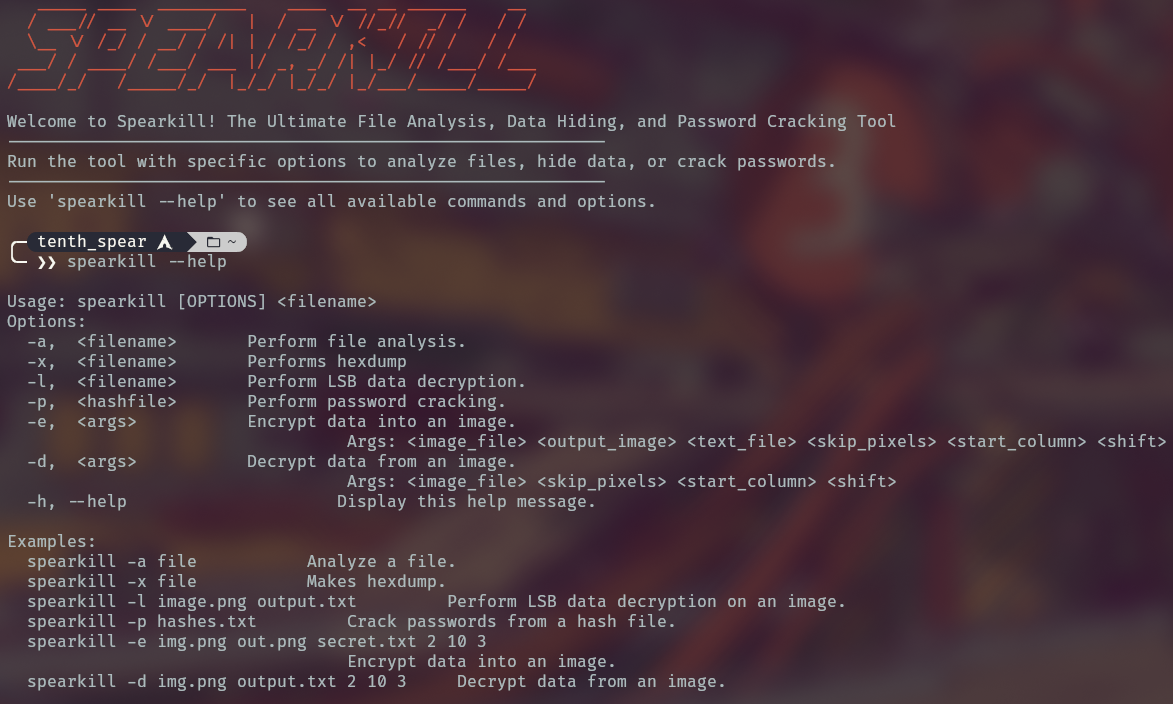 SPEARKILL
Welcome to Spearkill! The Ultimate File Analysis, Data Hiding, and Password Cracking Tool
Run the tool with specific options to analyze files, hide data, or crack passwords.
Use 'spearkill --help' to see all available commands and options.
tenth_spear ~
❯❯ spearkill --help
Usage: spearkill [OPTIONS] <filename>
Options:
-a, <filename> Perform file analysis.
-x, <filename> Performs hexdump
-l, <filename> Perform LSB data decryption.
-p, <hashfile> Perform password cracking.
-e, <args> Encrypt data into an image.
Args: <image_file> <output_image> <text_file> <skip_pixels> <start_column> <shift>
-d, <args> Decrypt data from an image.
Args: <image_file> <skip_pixels> <start_column> <shift>
-h, --help Display this help message.
Examples:
spearkill -a file Analyze a file.
spearkill -x file Makes hexdump.
spearkill -l image.png output.txt Perform LSB data decryption on an image.
spearkill -p hashes.txt Crack passwords from a hash file.
spearkill -e img.png out.png secret.txt 2 10 3
Encrypt data into an image.
spearkill -d img.png output.txt 2 10 3 Decrypt data from an image.